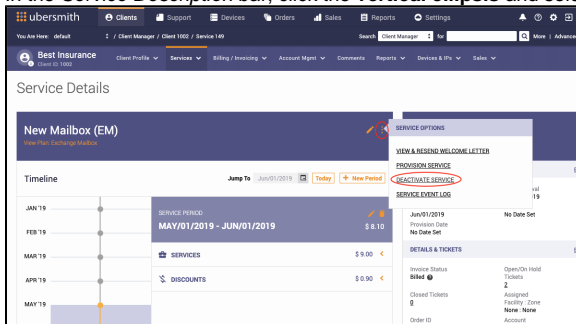 In the Service Description bar, click the vertical ellipsis and sele
ubersmith Clients Support Devices Orders Sales Reports Settings
You Are Here: default / Client Manager / Client 1002 / Service 149 Search Client Manager for More | Advanced
Best Insurance
Client ID: 1002
Client Profile Services Billing / Invoicing Account Mgmt Comments Reports Devices & IPs Sales
Service Details
New Mailbox (EM)
View Plan: Exchange Mailbox
SERVICE OPTIONS
VIEW & RESEND WELCOME LETTER
PROVISION SERVICE
DEACTIVATE SERVICE
SERVICE EVENT LOG
Timeline Jump To Jun/01/2019 Today + New Period
JAN '19
FEB '19
MAR '19
APR '19
MAY '19
SERVICE PERIOD
MAY/01/2019 - JUN/01/2019 $ 8.10
SERVICES $ 9.00
DISCOUNTS $ 0.90
Jun/01/2019 No Date Set
Provision Date
No Date Set
DETAILS & TICKETS
Invoice Status
Billed
Open/On Hold
Tickets
2
Closed Tickets
0
Assigned
Facility : Zone
None : None
Order ID Account